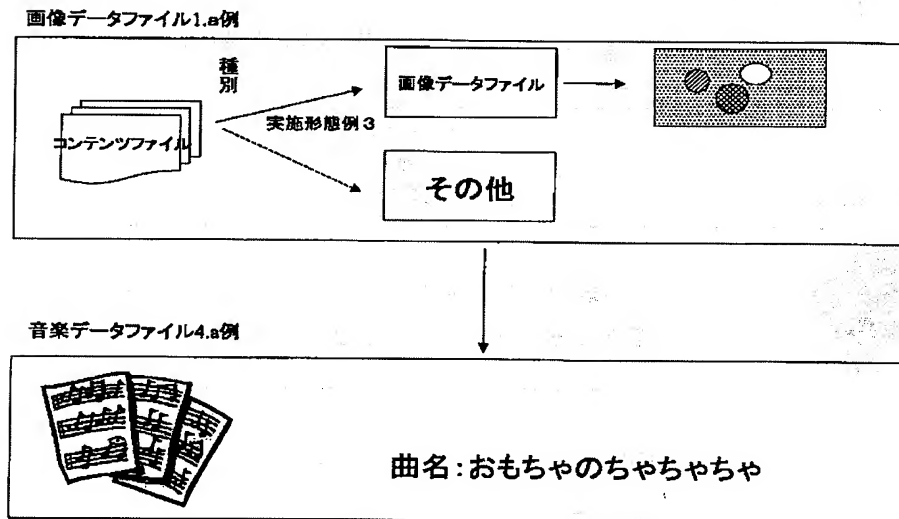 画像データファイル1.a例
種別
コンテンツファイル
実施形態例3
画像データファイル
その他
音楽データファイル4.a例
曲名:おもちゃのちゃちゃちゃ